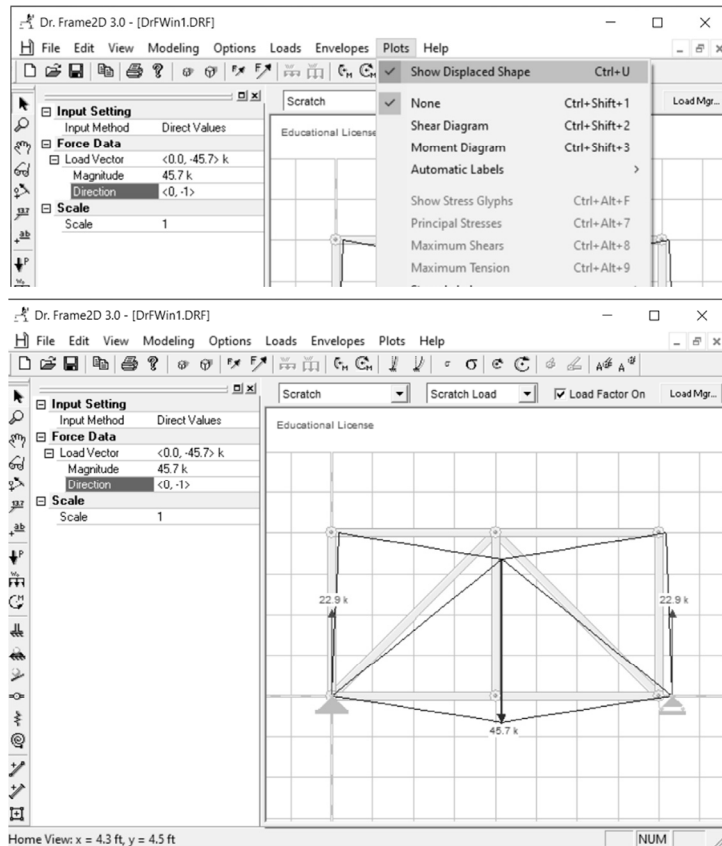 Dr. Frame2D 3.0 - [DrFWin1.DRF]
File Edit View Modeling Options Loads Envelopes Plots Help
Show Displaced Shape Ctrl+U
None Ctrl+Shift+1
Shear Diagram Ctrl+Shift+2
Moment Diagram Ctrl+Shift+3
Automatic Labels
Show Stress Glyphs Ctrl+Alt+F
Principal Stresses Ctrl+Alt+7
Maximum Shears Ctrl+Alt+8
Maximum Tension Ctrl+Alt+9
Input Setting
Input Method Direct Values
Force Data
Load Vector <0.0, -45.7> k
Magnitude 45.7 k
Direction <0, -1>
Scale
Scale 1
Scratch
Load Mgr...
Educational License
Dr. Frame2D 3.0 - [DrFWin1.DRF]
File Edit View Modeling Options Loads Envelopes Plots Help
Scratch Scratch Load Load Factor On Load Mgr...
Input Setting
Input Method Direct Values
Force Data
Load Vector <0.0, -45.7> k
Magnitude 45.7 k
Direction <0, -1>
Scale
Scale 1
Educational License
22.9 k 22.9 k
45.7 k
Home View: x = 4.3 ft, y = 4.5 ft NUM